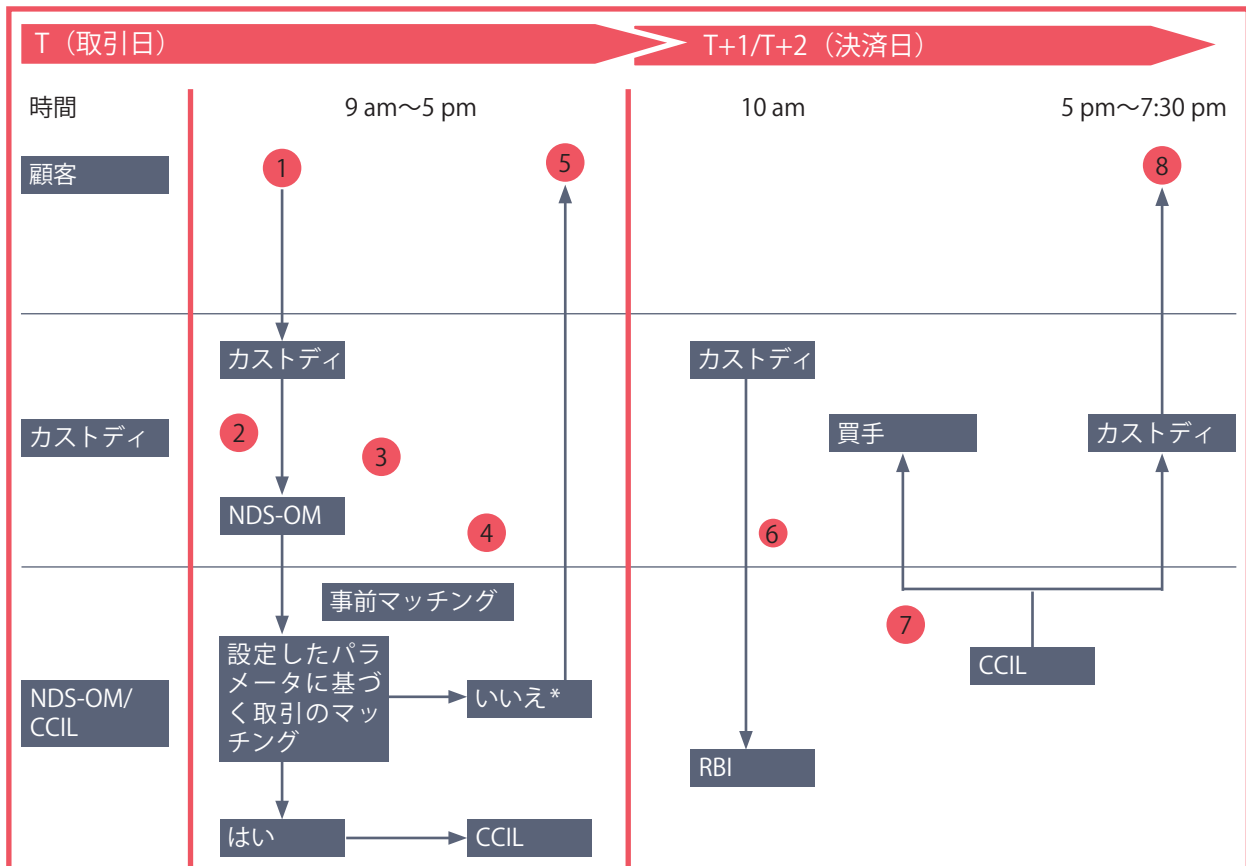 T（取引日）
T+1/T+2（決済日）
時間
9 am～5 pm
10 am
5 pm～7:30 pm
顧客
1
5
8
カストディ
カストディ
カストディ
2
3
買手
カストディ
NDS-OM
4
6
事前マッチング
7
設定したパラ
メータに基づ
く取引のマッ
チング
いいえ*
CCIL
NDS-OM/
CCIL
RBI
はい
CCIL